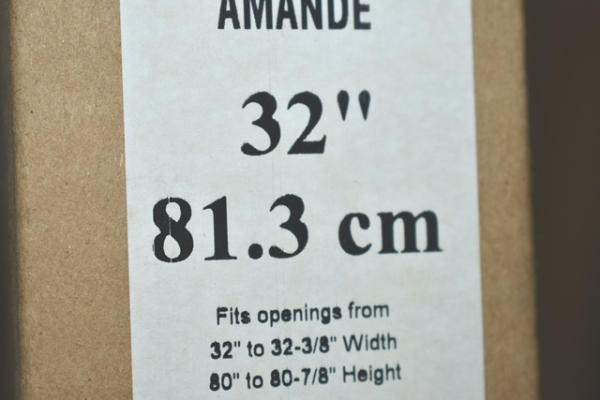 AMANDE
32"
81.3 cm
Fits openings from
32" to 32-3/8" Width
80" to 80-7/8" Height